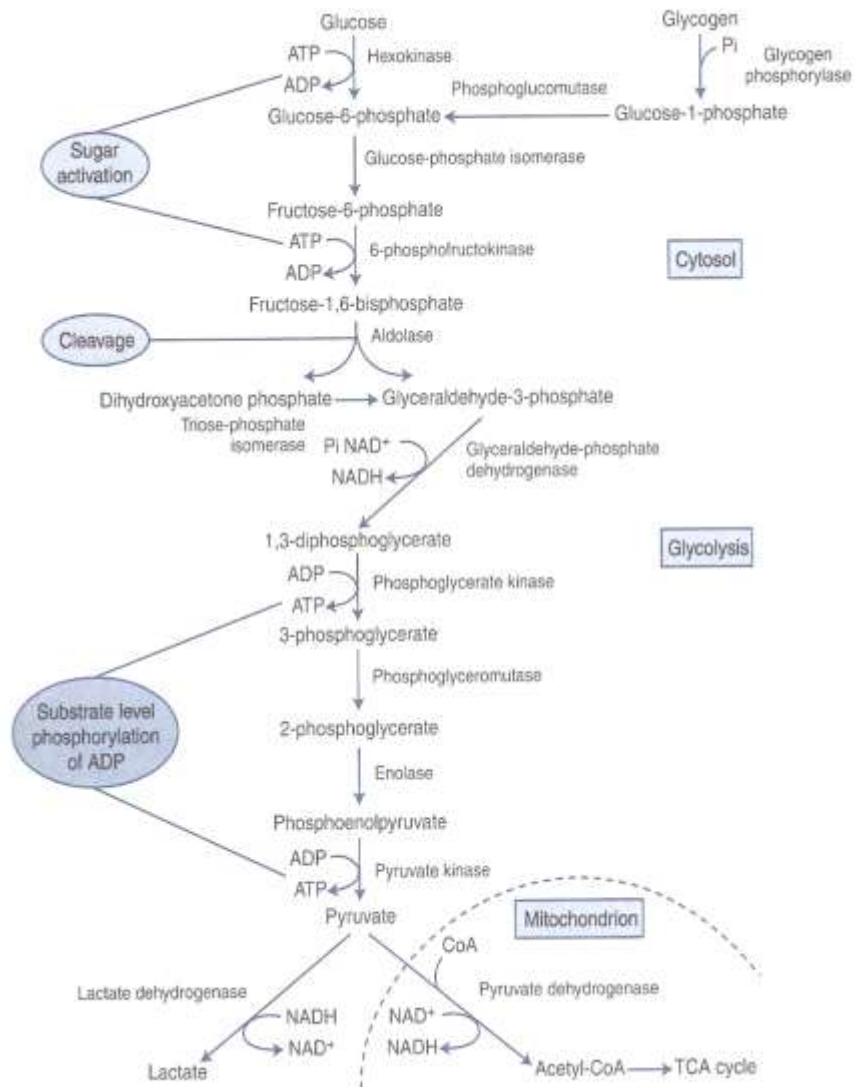 Glucose
Glycogen
ATP
Hexokinase
ADP
Pi
Glycogen
phosphorylase
Phosphoglucomutase
Glucose-6-phosphate
Glucose-1-phosphate
Sugar
activation
Glucose-phosphate isomerase
Fructose-6-phosphate
ATP
6-phosphofructokinase
ADP
Cytosol
Fructose-1,6-bisphosphate
Cleavage
Aldolase
Dihydroxyacetone phosphate
Glyceraldehyde-3-phosphate
Triose-phosphate
isomerase
Pi NAD+
NADH
Glyceraldehyde-phosphate
dehydrogenase
1,3-diphosphoglycerate
Glycolysis
ADP
Phosphoglycerate kinase
ATP
3-phosphoglycerate
Phosphoglyceromutase
Substrate level
phosphorylation
of ADP
2-phosphoglycerate
Enolase
Phosphoenolpyruvate
ADP
Pyruvate kinase
ATP
Pyruvate
Mitochondrion
CoA
Lactate dehydrogenase
Pyruvate dehydrogenase
NADH
NAD+
NAD+
NADH
Lactate
Acetyl-CoA
TCA cycle